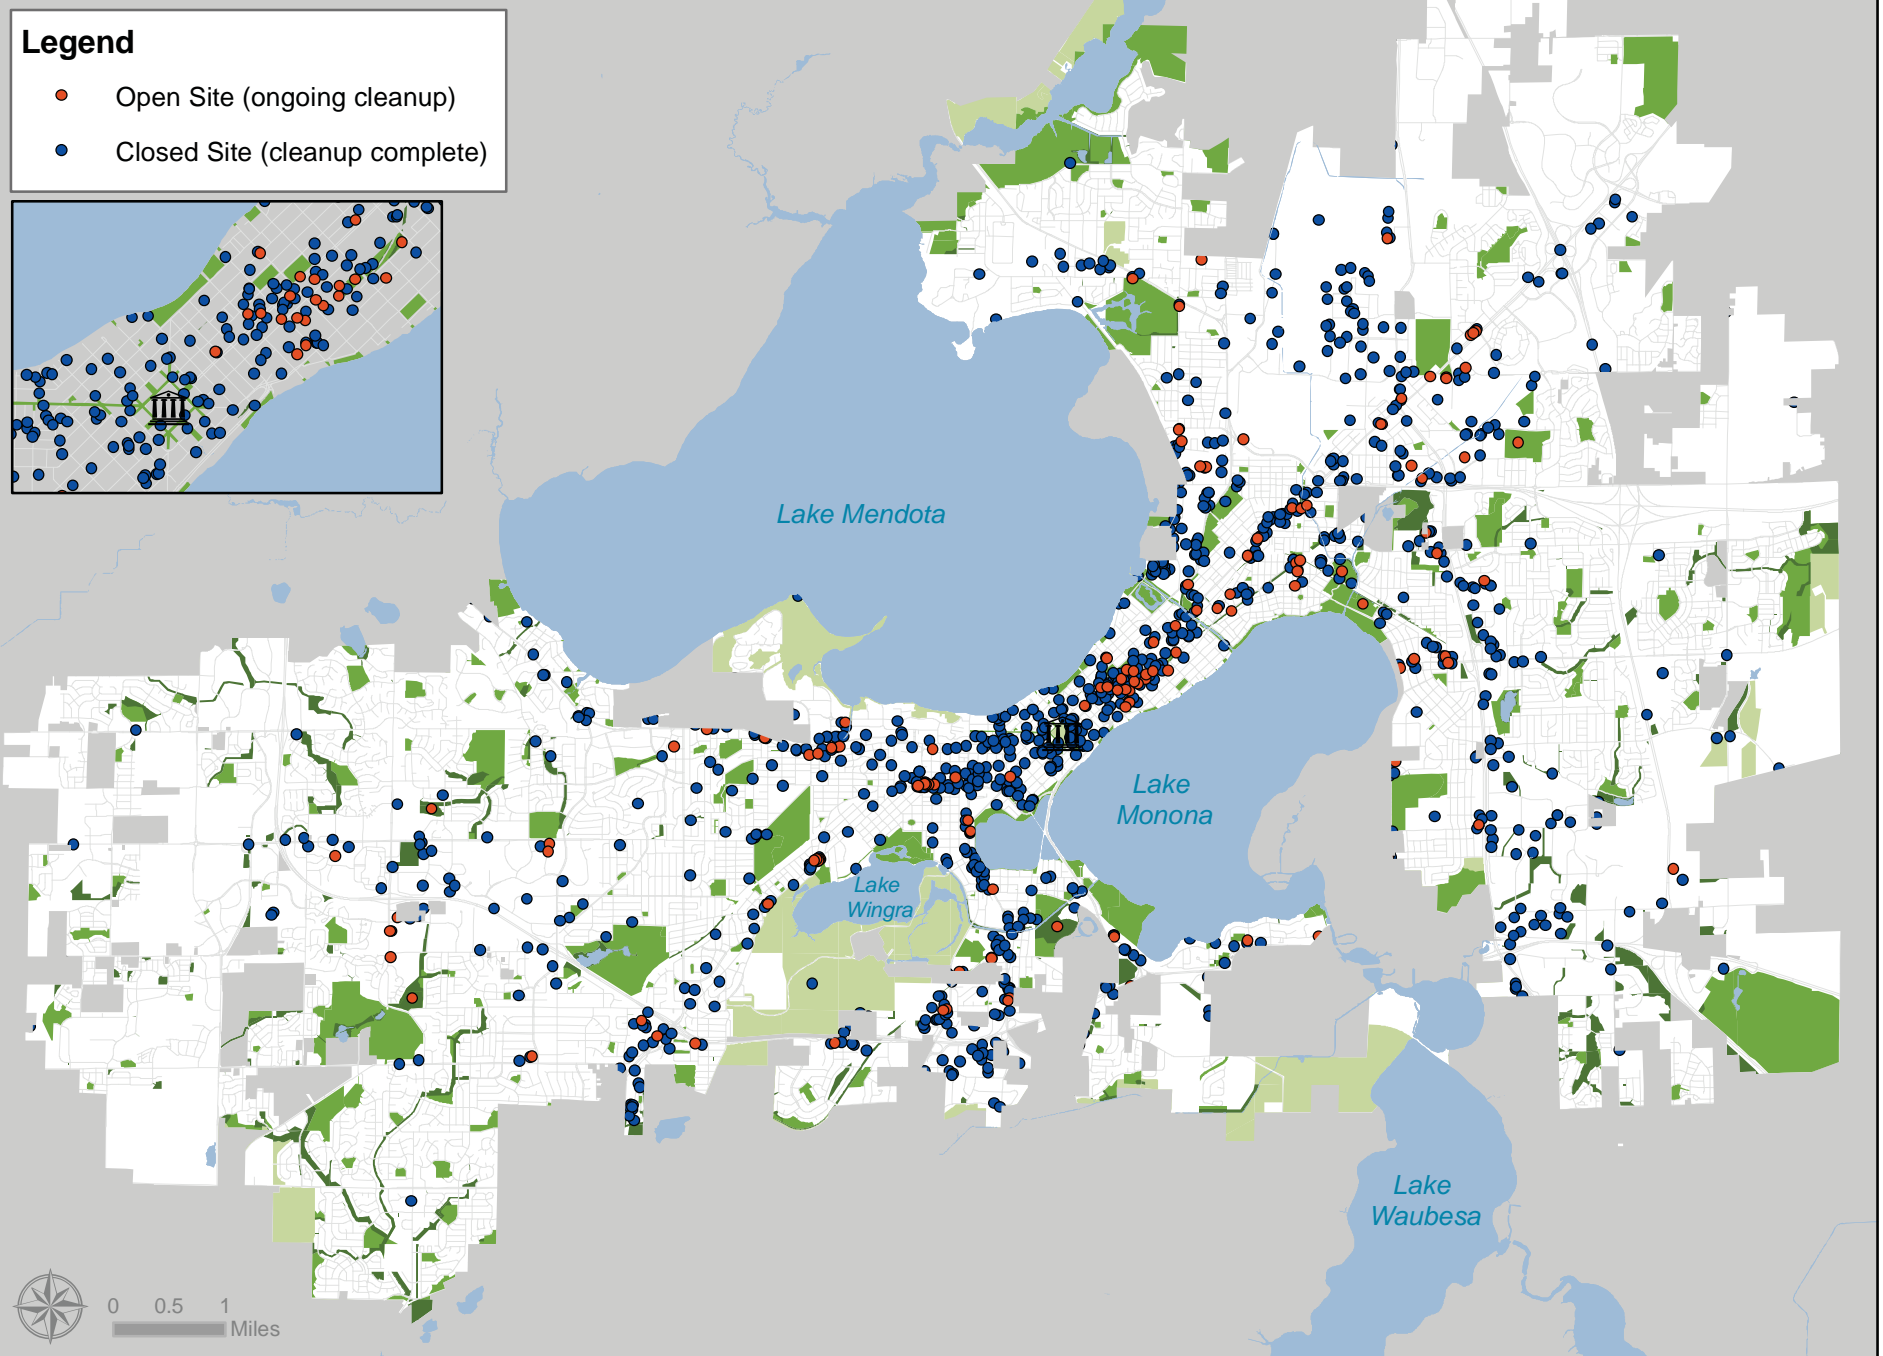 Legend
Open Site (ongoing cleanup)
Closed Site (cleanup complete)
Lake Mendota
Lake
Monona
Lake
Wingra
Lake
Waubesa
0 0.5 1
Miles